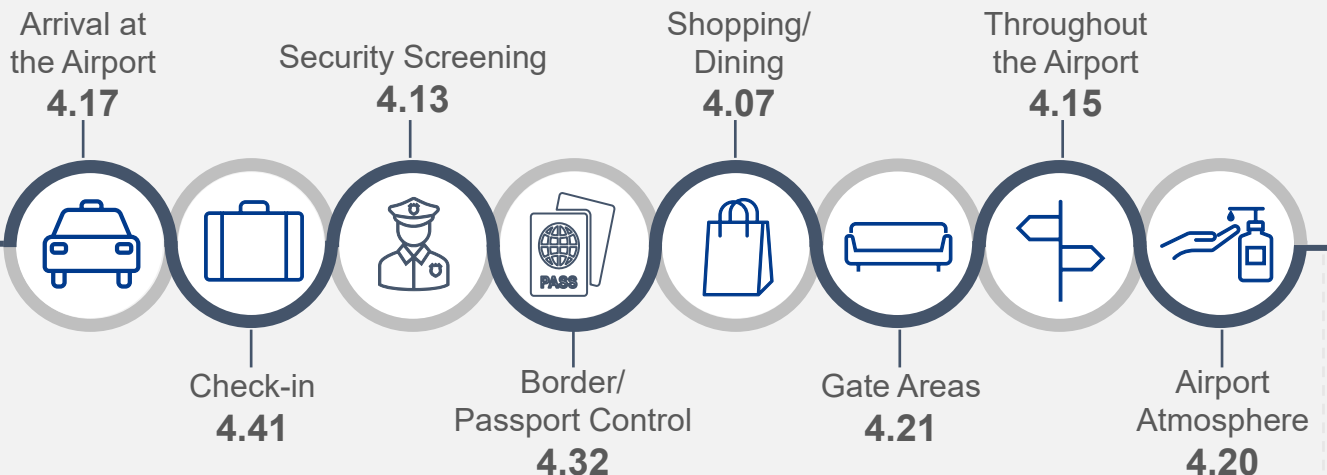 Arrival at
the Airport
4.17
Security Screening
4.13
Shopping/
Dining
4.07
Throughout
the Airport
4.15
PASS
Check-in
4.41
Border/
Passport Control
4.32
Gate Areas
4.21
Airport
Atmosphere
4.20